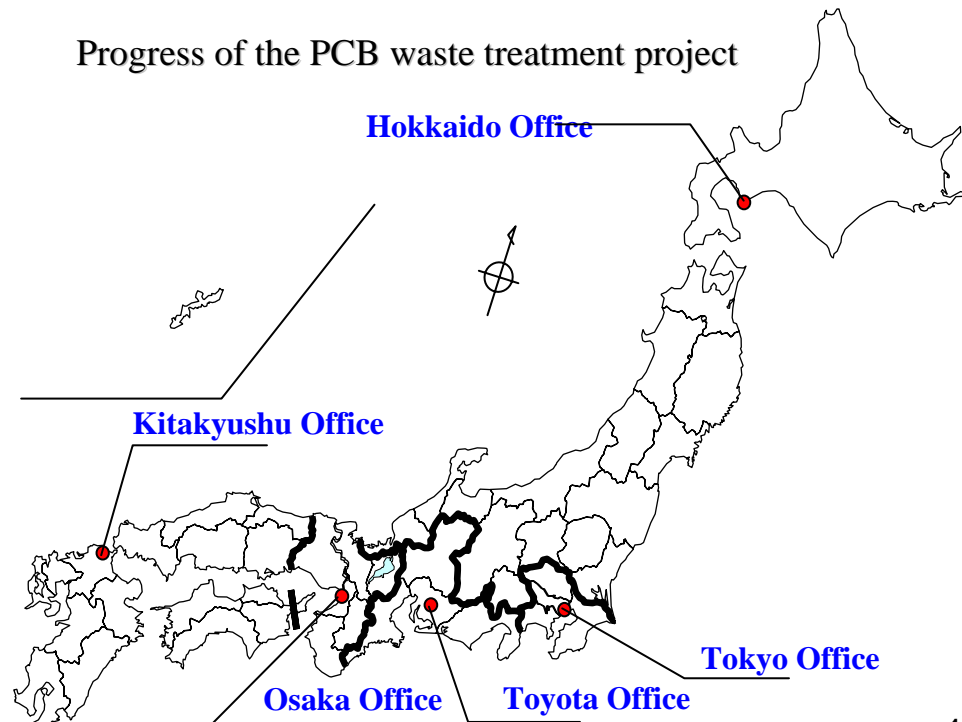 Progress of the PCB waste treatment project
Hokkaido Office
Kitakyushu Office
Tokyo Office
Osaka Office
Toyota Office